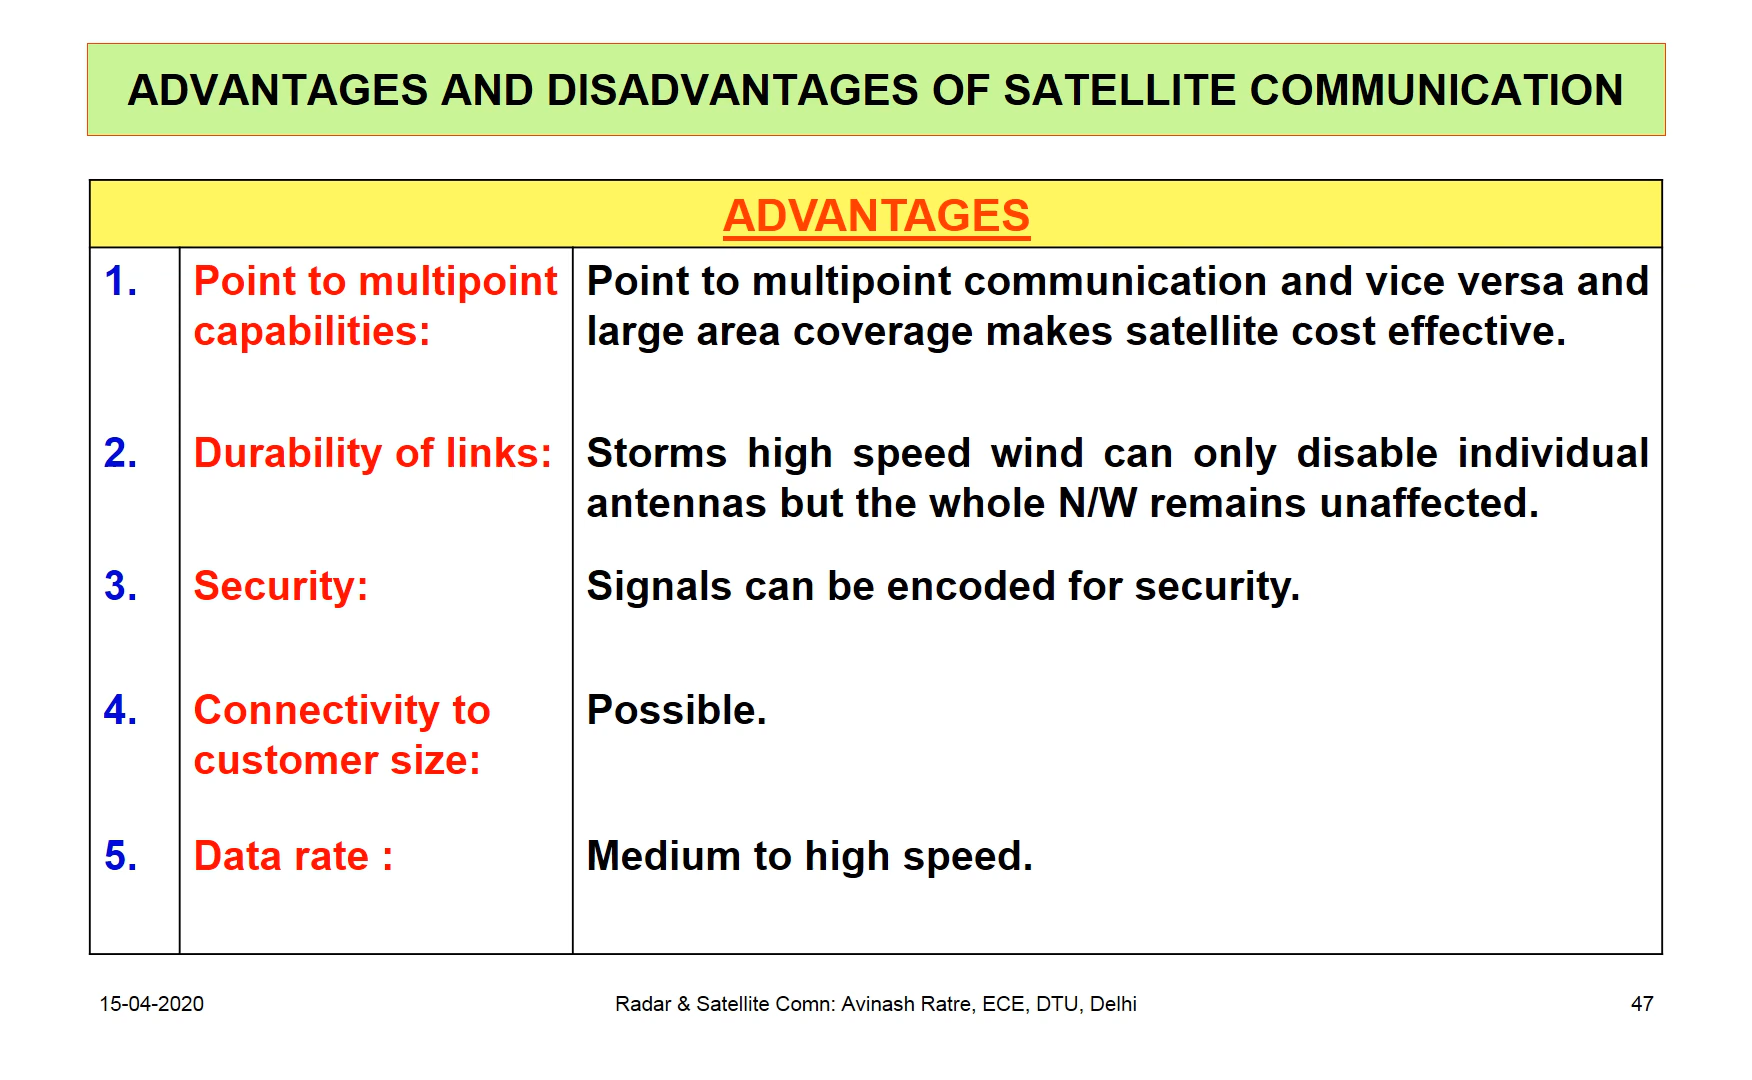 ADVANTAGES AND DISADVANTAGES OF SATELLITE COMMUNICATION
ADVANTAGES
1.
Point to multipoint
capabilities:
Point to multipoint communication and vice versa and
large area coverage makes satellite cost effective.
2.
Durability of links:
Storms high speed wind can only disable individual
antennas but the whole N/W remains unaffected.
3.
Security:
Signals can be encoded for security.
4.
Connectivity to
customer size:
Possible.
5.
Data rate :
Medium to high speed.
15-04-2020
Radar & Satellite Comn: Avinash Ratre, ECE, DTU, Delhi
47